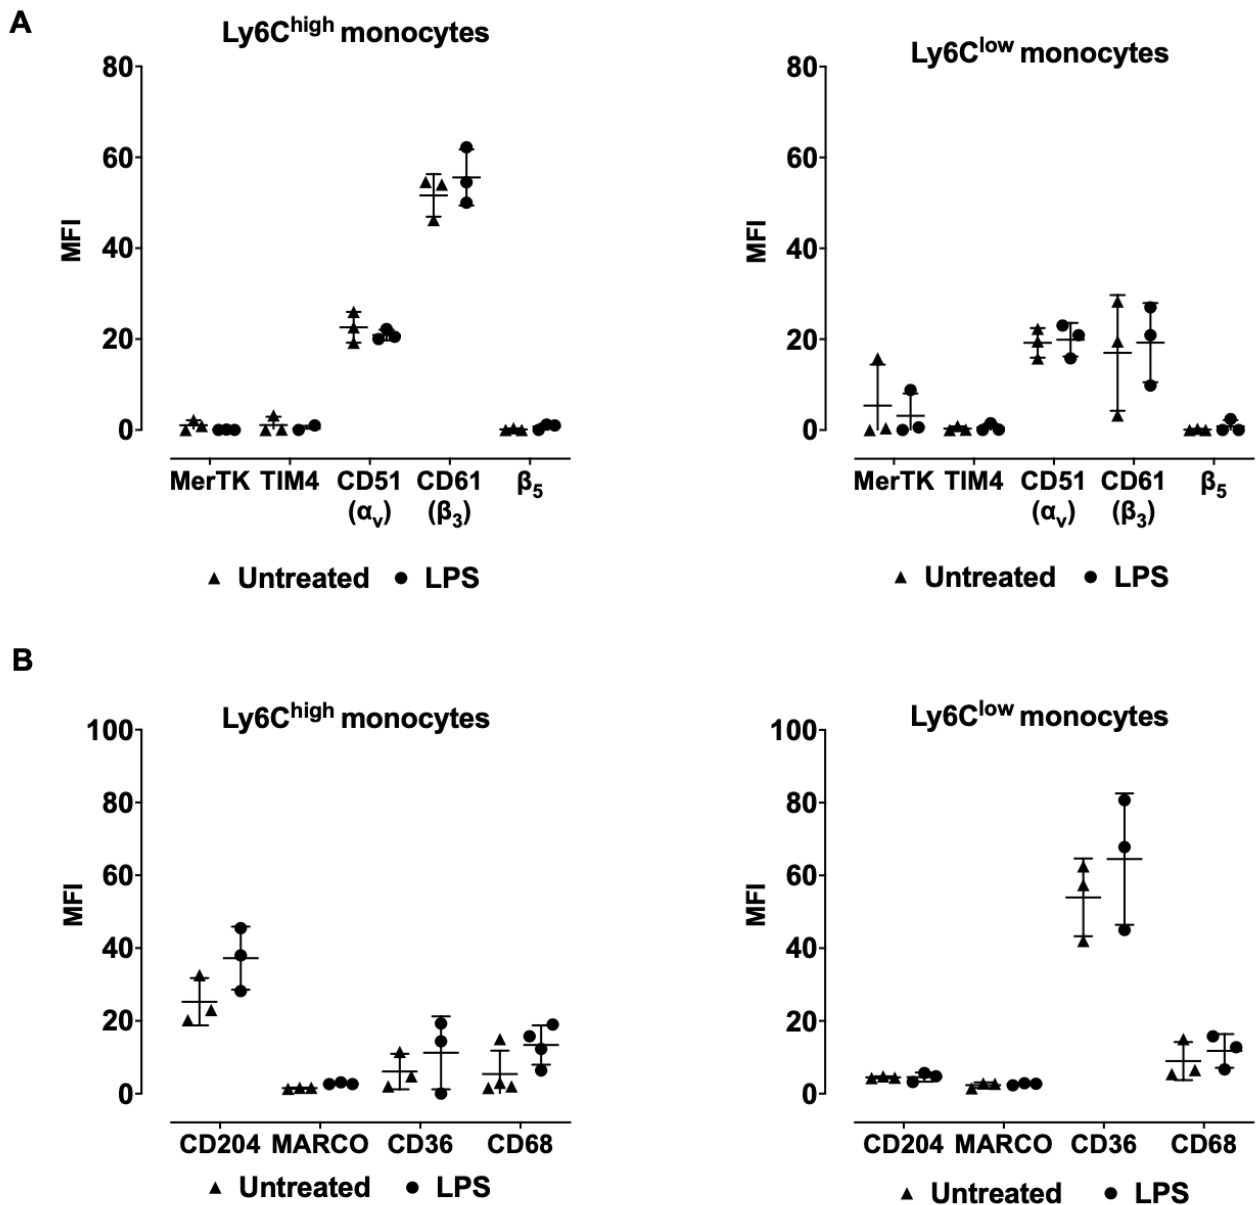 A
Ly6Chigh monocytes
80
60
40
20
0
MFI
MerTK TIM4 CD51 CD61 β5
(αv) (β3)
▲ Untreated ● LPS
Ly6Clow monocytes
80
60
40
20
0
MFI
MerTK TIM4 CD51 CD61 β5
(αv) (β3)
▲ Untreated ● LPS
B
Ly6Chigh monocytes
100
80
60
40
20
0
MFI
CD204 MARCO CD36 CD68
▲ Untreated ● LPS
Ly6Clow monocytes
100
80
60
40
20
0
MFI
CD204 MARCO CD36 CD68
▲ Untreated ● LPS